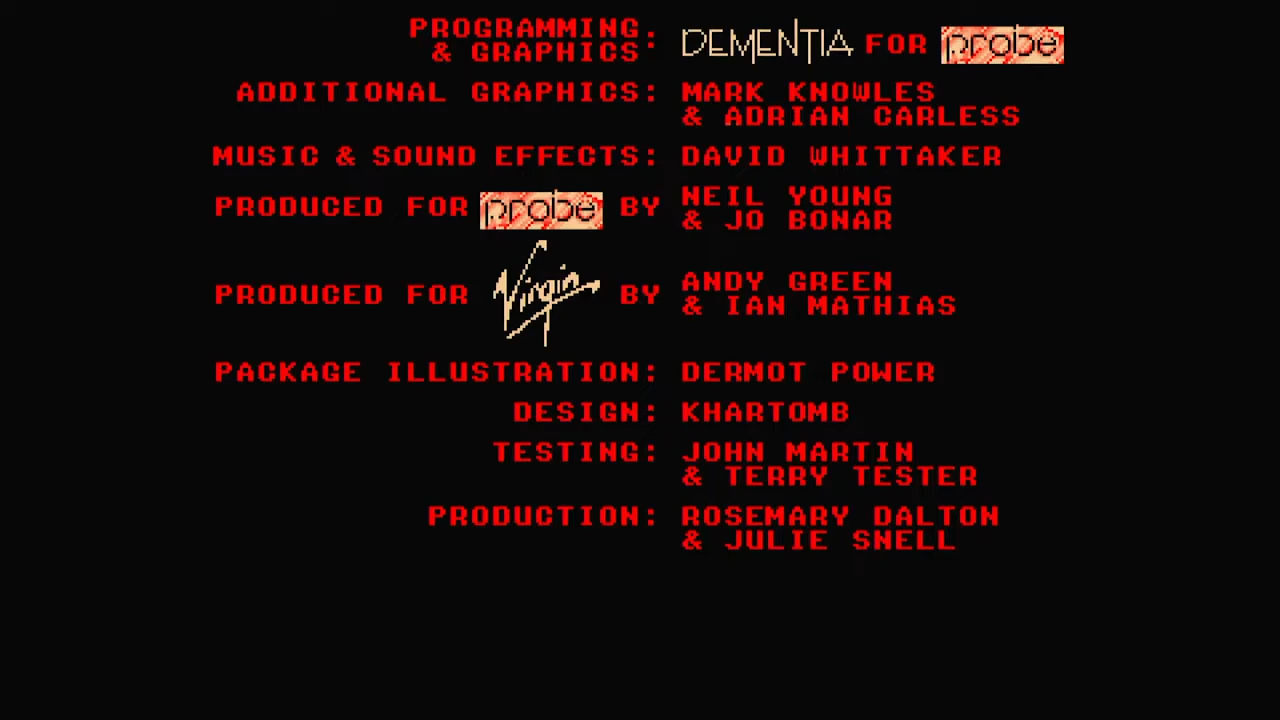 PROGRAMMING & GRAPHICS : DEMENTIA FOR probe
ADDITIONAL GRAPHICS: MARK KNOWLES
& ADRIAN CARLESS
MUSIC & SOUND EFFECTS: DAVID WHITTAKER
PRODUCED FOR probe BY NEIL YOUNG
& JO BONAR
PRODUCED FOR Virgin BY ANDY GREEN
& IAN MATHIAS
PACKAGE ILLUSTRATION: DERMOT POWER
DESIGN: KHARTOMB
TESTING: JOHN MARTIN
& TERRY TESTER
PRODUCTION: ROSEMARY DALTON
& JULIE SNELL